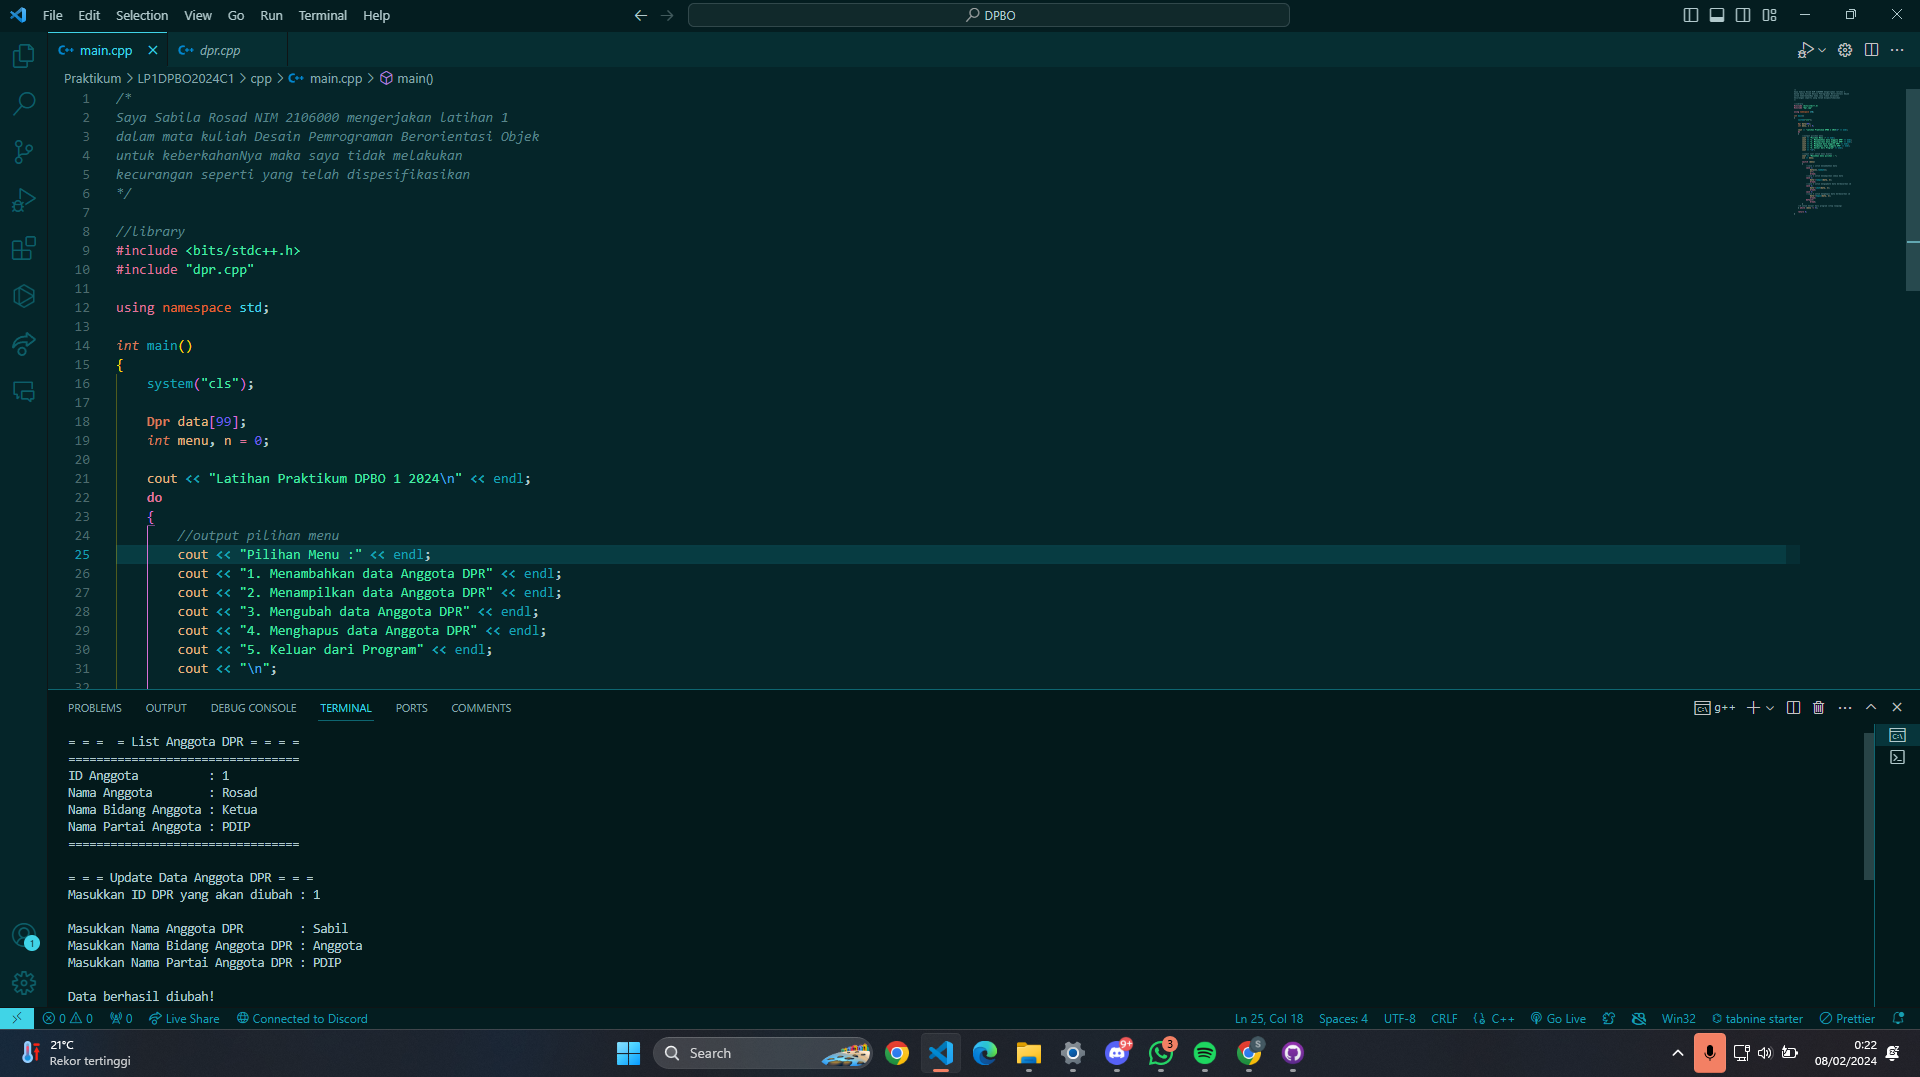 File Edit Selection View Go Run Terminal Help
DPBO
main.cpp
dpr.cpp
Praktikum > LP1DPBO2024C1 > cpp > main.cpp > main()
1 /*
2 Saya Sabila Rosad NIM 2106000 mengerjakan latihan 1
3 dalam mata kuliah Desain Pemrograman Berorientasi Objek
4 untuk keberkahanNya maka saya tidak melakukan
5 kecurangan seperti yang telah dispesifikasikan
6 */
7
8 //library
9 #include <bits/stdc++.h>
10 #include "dpr.cpp"
11
12 using namespace std;
13
14 int main()
15 {
16 system("cls");
17
18 Dpr data[99];
19 int menu, n = 0;
20
21 cout << "Latihan Praktikum DPBO 1 2024\n" << endl;
22 do
23 {
24 //output pilihan menu
25 cout << "Pilihan Menu :" << endl;
26 cout << "1. Menambahkan data Anggota DPR" << endl;
27 cout << "2. Menampilkan data Anggota DPR" << endl;
28 cout << "3. Mengubah data Anggota DPR" << endl;
29 cout << "4. Menghapus data Anggota DPR" << endl;
30 cout << "5. Keluar dari Program" << endl;
31 cout << "\n";
32
PROBLEMS OUTPUT DEBUG CONSOLE TERMINAL PORTS COMMENTS
g++
= = =  = List Anggota DPR = = = =
=================================
ID Anggota : 1
Nama Anggota : Rosad
Nama Bidang Anggota : Ketua
Nama Partai Anggota : PDIP
=================================
= = = Update Data Anggota DPR = = =
Masukkan ID DPR yang akan diubah : 1
Masukkan Nama Anggota DPR : Sabil
Masukkan Nama Bidang Anggota DPR : Anggota
Masukkan Nama Partai Anggota DPR : PDIP
Data berhasil diubah!
1
0 0 0 Live Share Connected to Discord
Ln 25, Col 18 Spaces: 4 UTF-8 CRLF C++ Go Live Win32 tabnine starter Prettier
21°C
Rekor tertinggi
Search
9+
3
S
0:22
08/02/2024